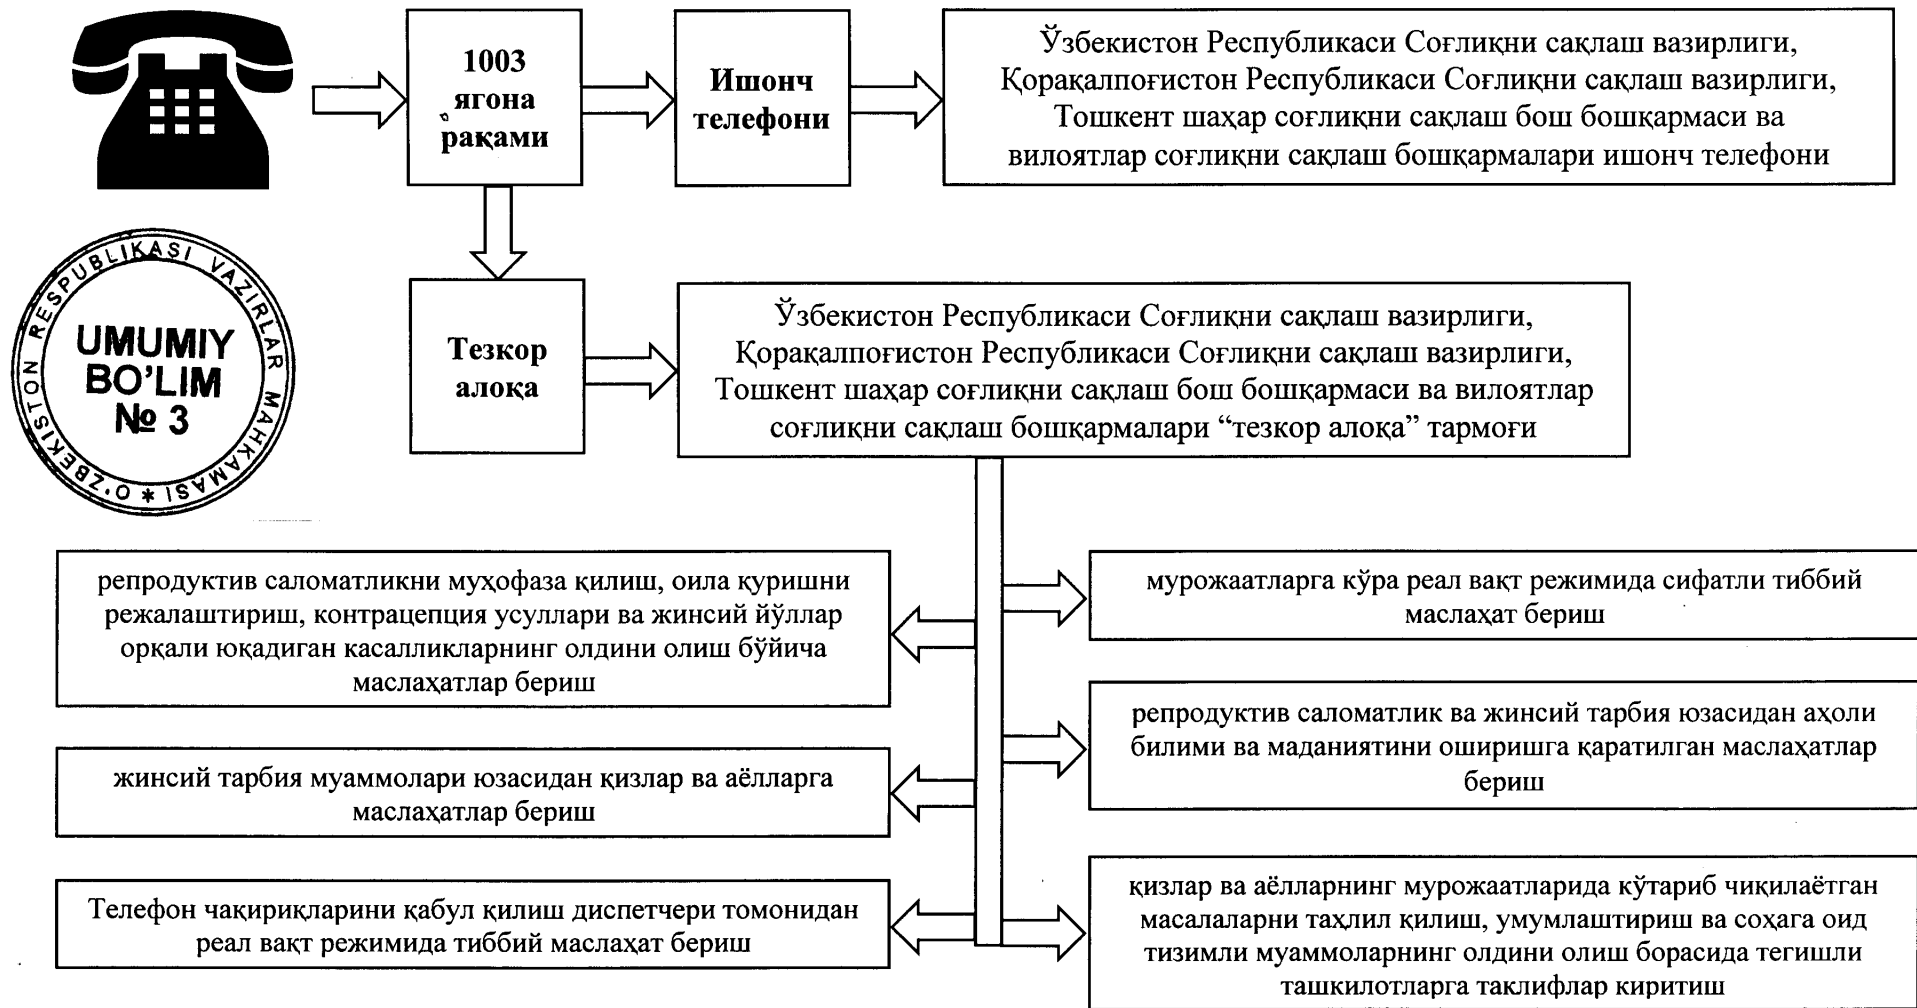 1003
ягона
рақами
Ишонч
телефони
Ўзбекистон Республикаси Соғлиқни сақлаш вазирлиги,
Қорақалпоғистон Республикаси Соғлиқни сақлаш вазирлиги,
Тошкент шаҳар соғлиқни сақлаш бош бошқармаси ва
вилоятлар соғлиқни сақлаш бошқармалари ишонч телефони
O'ZBEKISTON RESPUBLIKASI VAZIRLAR MAHKAMASI *
UMUMIY
BO'LIM
№ 3
Тезкор
алоқа
Ўзбекистон Республикаси Соғлиқни сақлаш вазирлиги,
Қорақалпоғистон Республикаси Соғлиқни сақлаш вазирлиги,
Тошкент шаҳар соғлиқни сақлаш бош бошқармаси ва вилоятлар
соғлиқни сақлаш бошқармалари “тезкор алоқа” тармоғи
репродуктив саломатликни муҳофаза қилиш, оила қуришни
режалаштириш, контрацепция усуллари ва жинсий йўллар
орқали юқадиган касалликларнинг олдини олиш бўйича
маслаҳатлар бериш
мурожаатларга кўра реал вақт режимида сифатли тиббий
маслаҳат бериш
жинсий тарбия муаммолари юзасидан қизлар ва аёлларга
маслаҳатлар бериш
репродуктив саломатлик ва жинсий тарбия юзасидан аҳоли
билими ва маданиятини оширишга қаратилган маслаҳатлар
бериш
Телефон чақириқларини қабул қилиш диспетчери томонидан
реал вақт режимида тиббий маслаҳат бериш
қизлар ва аёлларнинг мурожаатларида кўтариб чиқилаётган
масалаларни таҳлил қилиш, умумлаштириш ва соҳага оид
тизимли муаммоларнинг олдини олиш борасида тегишли
ташкилотларга таклифлар киритиш